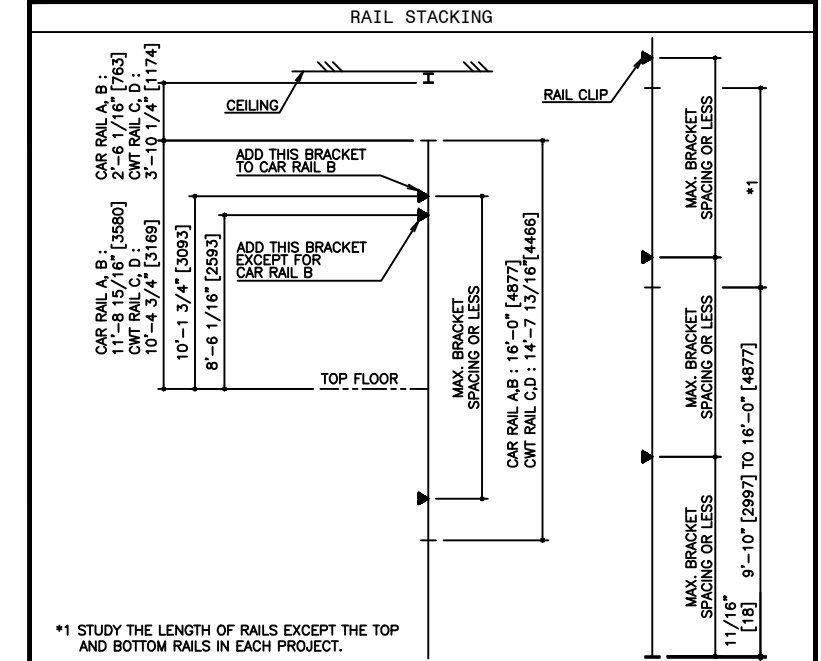 RAIL STACKING
CAR RAIL A, B :
2'-6 1/16" [763]
CWT RAIL C, D :
3'-10 1/4" [1174]
CEILING
ADD THIS BRACKET
TO CAR RAIL B
ADD THIS BRACKET
EXCEPT FOR
CAR RAIL B
CAR RAIL A, B :
11'-8 15/16" [3580]
CWT RAIL C, D :
10'-4 3/4" [3169]
10'-1 3/4" [3093]
8'-6 1/16" [2593]
TOP FLOOR
MAX. BRACKET
SPACING OR LESS
CAR RAIL A,B : 16'-0" [4877]
CWT RAIL C,D : 14'-7 13/16"[4466]
RAIL CLIP
MAX. BRACKET
SPACING OR LESS
*1
MAX. BRACKET
SPACING OR LESS
9'-10" [2997] TO 16'-0" [4877]
MAX. BRACKET
SPACING OR LESS
11/16"
[18]
*1 STUDY THE LENGTH OF RAILS EXCEPT THE TOP
AND BOTTOM RAILS IN EACH PROJECT.